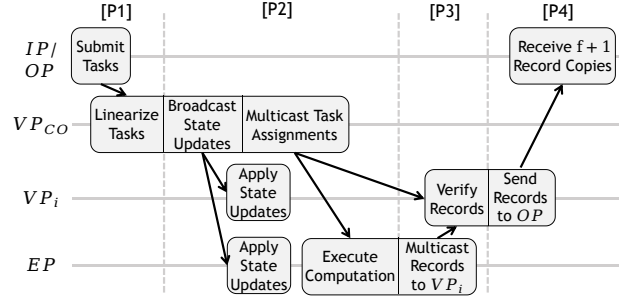 [P1] [P2] [P3] [P4]
IP/
OP
Submit
Tasks
Receive f + 1
Record Copies
VP_CO
Linearize
Tasks
Broadcast
State
Updates
Multicast Task
Assignments
VP_i
Apply
State
Updates
Verify
Records
Send
Records
to OP
EP
Apply
State
Updates
Execute
Computation
Multicast
Records
to VP_i